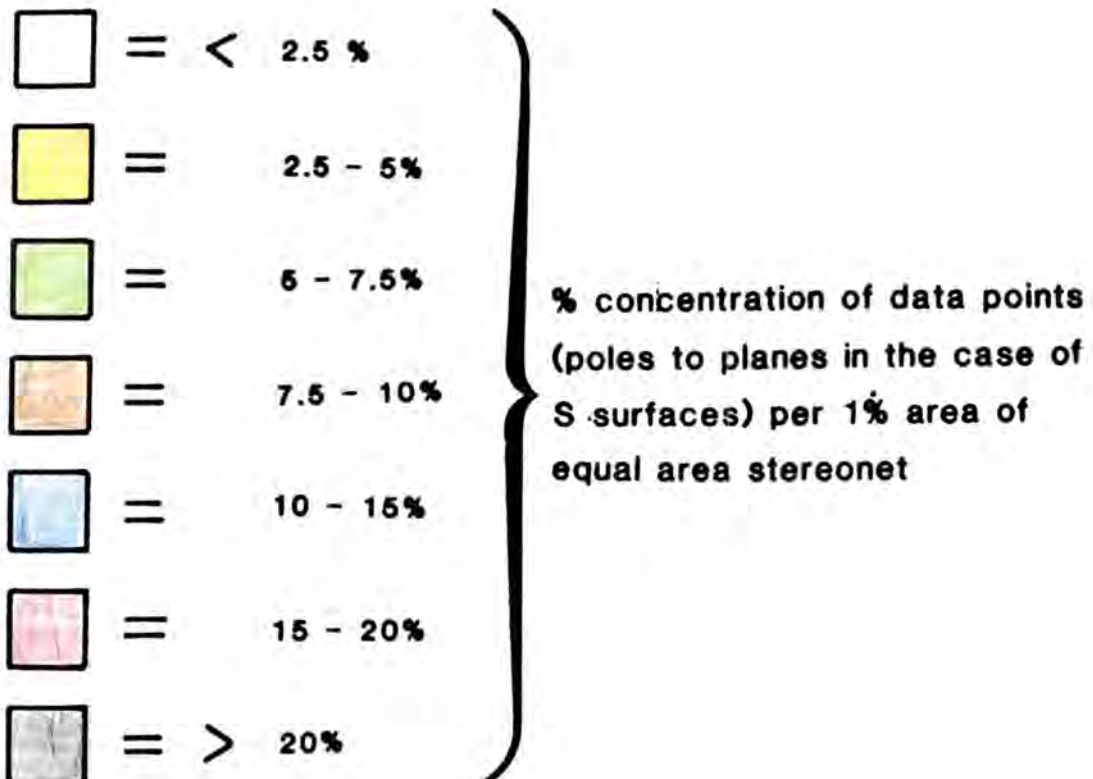 = < 2.5 %
= 2.5 - 5%
= 5 - 7.5%
= 7.5 - 10%
= 10 - 15%
= 15 - 20%
= > 20%
% concentration of data points
(poles to planes in the case of
S surfaces) per 1% area of
equal area stereonet